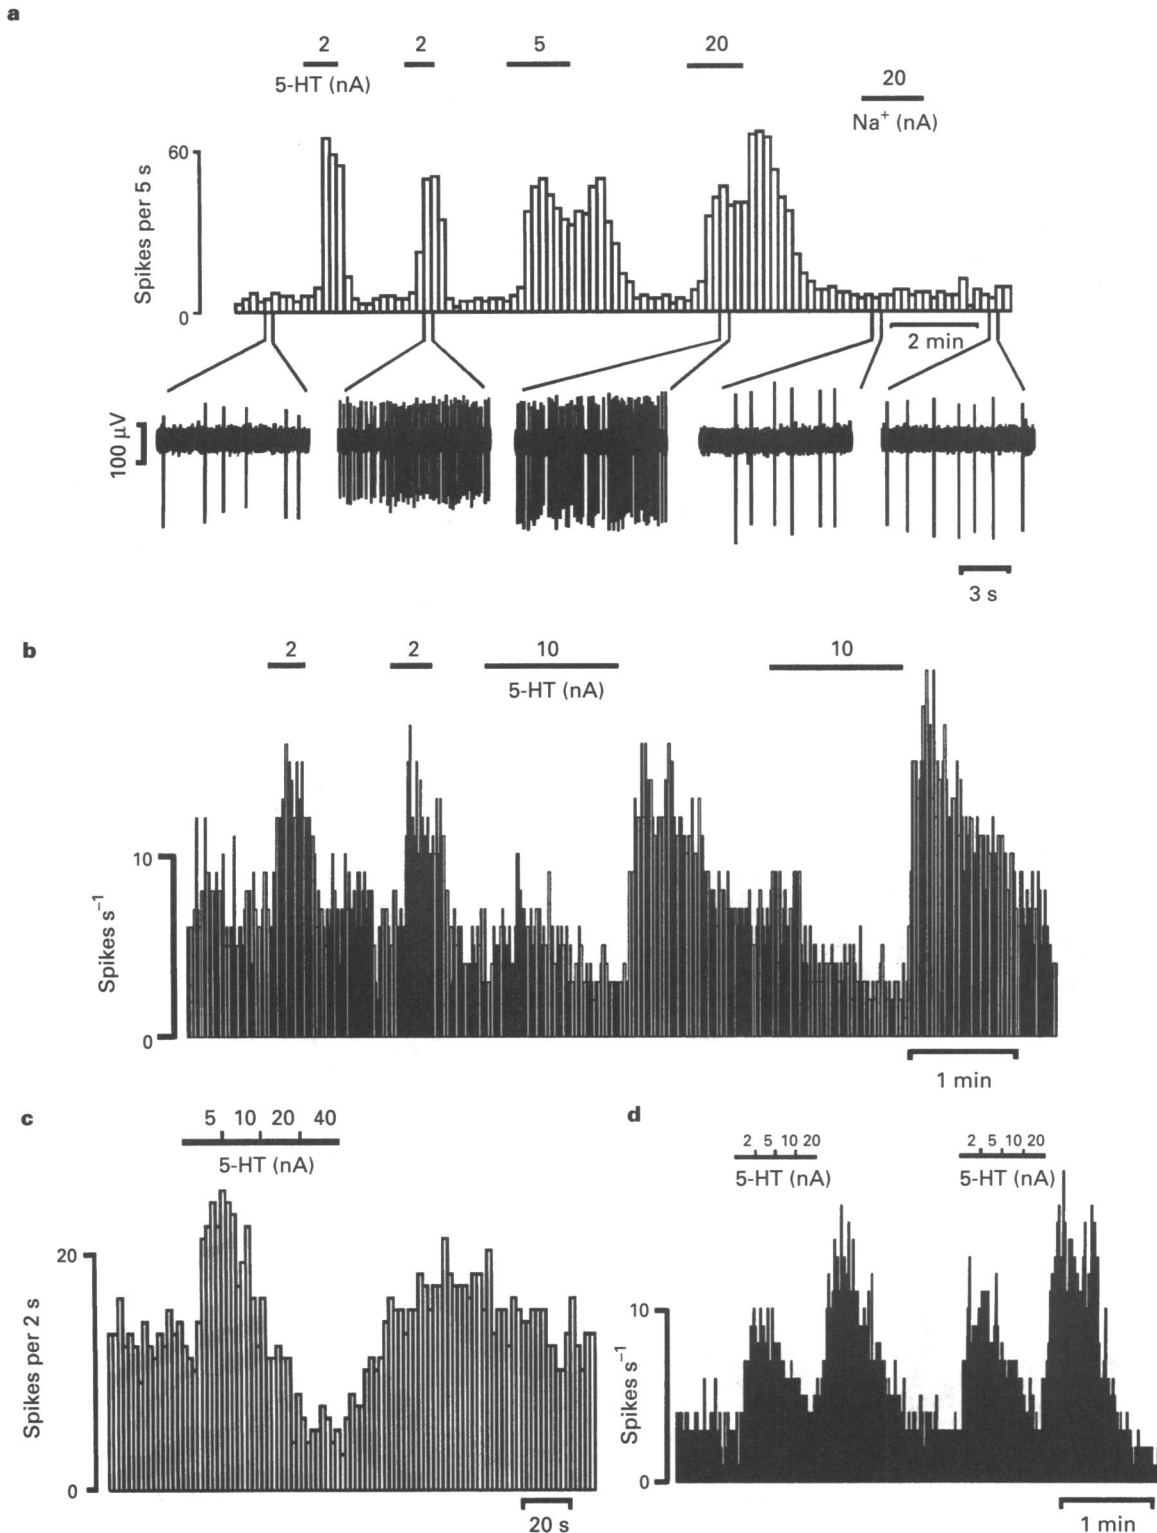 a
2 2 5 20
5-HT (nA)
20
Na⁺ (nA)
60
Spikes per 5 s
0
2 min
100 µV
3 s
b
2 2 10 10
5-HT (nA)
10
Spikes s⁻¹
0
1 min
c
5 10 20 40
5-HT (nA)
20
Spikes per 2 s
0
20 s
d
2 5 10 20 2 5 10 20
5-HT (nA) 5-HT (nA)
10
Spikes s⁻¹
0
1 min